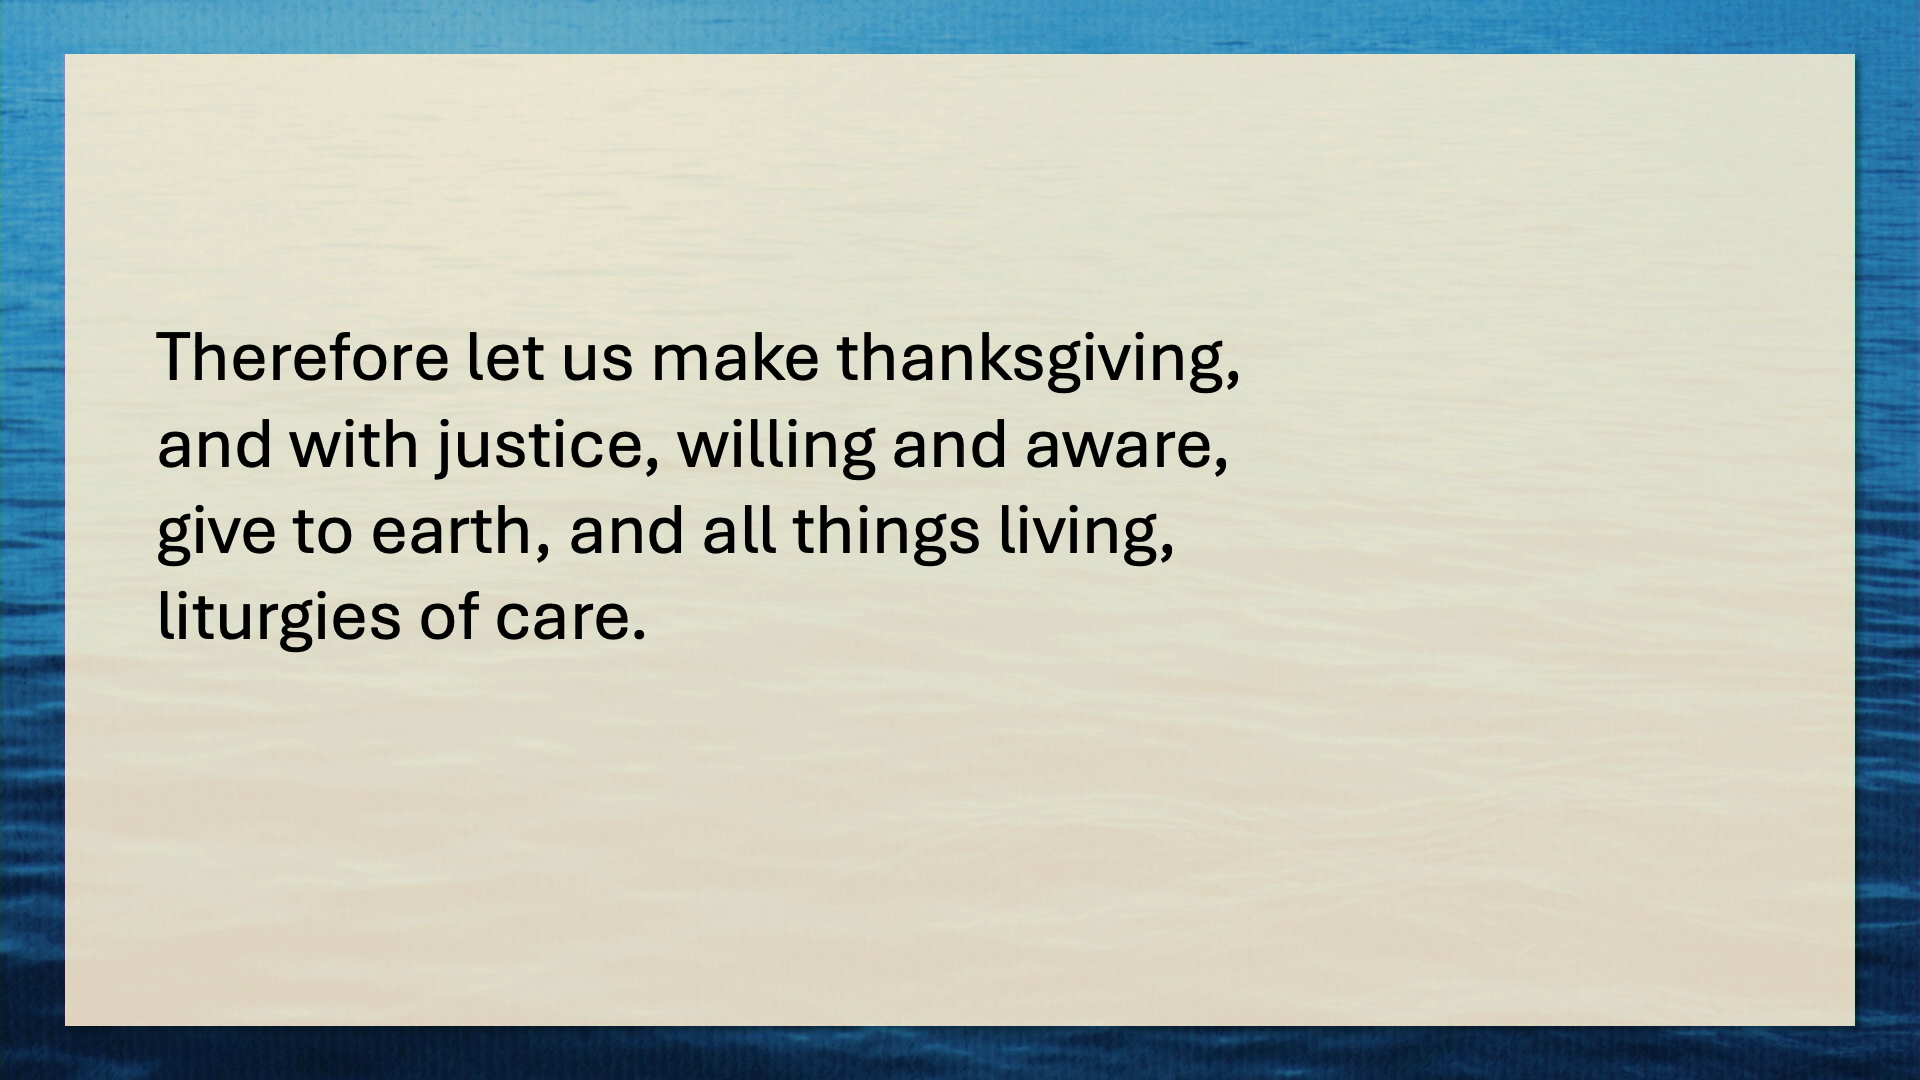 Therefore let us make thanksgiving,
and with justice, willing and aware,
give to earth, and all things living,
liturgies of care.